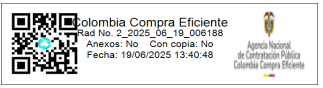 Colombia Compra Eficiente
Rad No. 2_2025_06_19_006188
Anexos: No Con copia: No
Fecha: 19/06/2025 13:40:48
Agencia Nacional
de Contratación Pública
Colombia Compra Eficiente